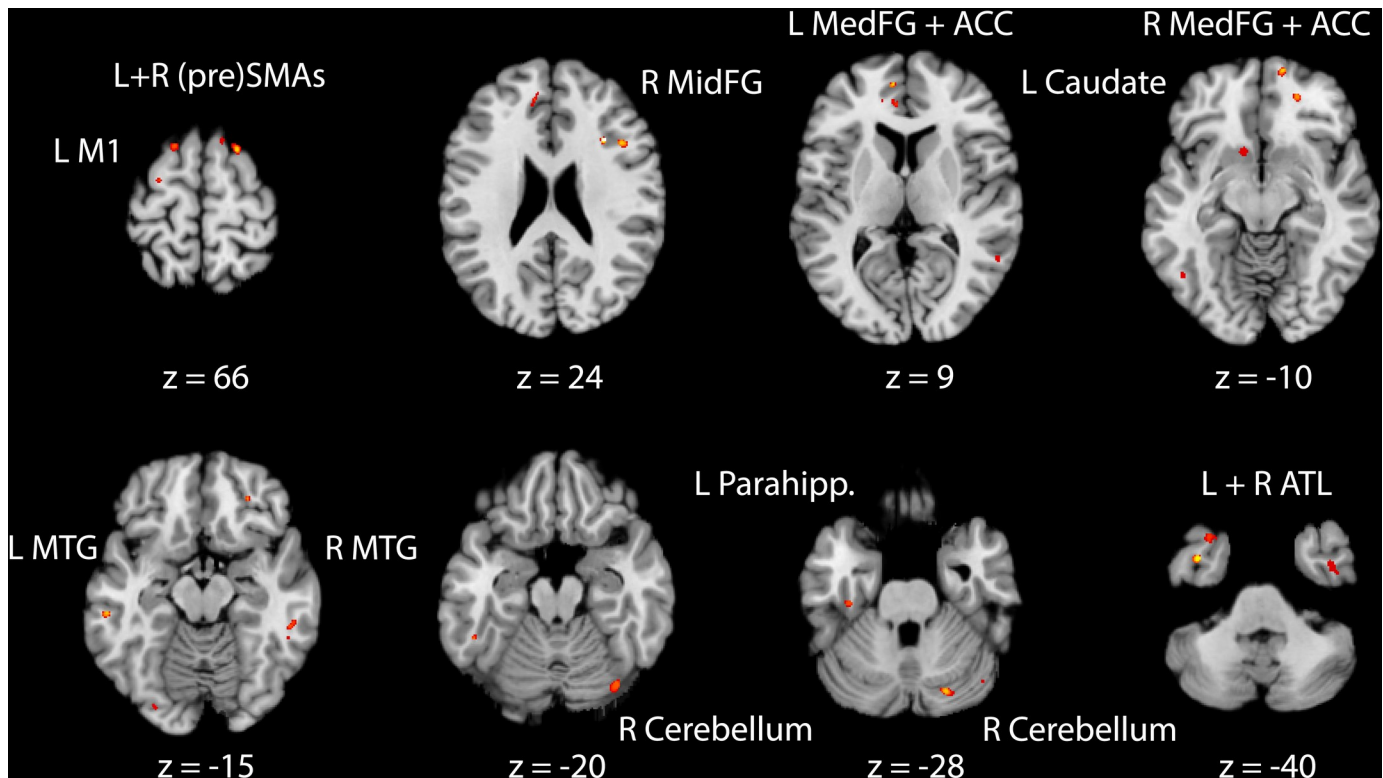 L MedFG + ACC
R MedFG + ACC
L+R (pre)SMAs
R MidFG
L Caudate
L M1
z = 66
z = 24
z = 9
z = -10
L Parahipp.
L + R ATL
L MTG
R MTG
R Cerebellum
R Cerebellum
z = -15
z = -20
z = -28
z = -40